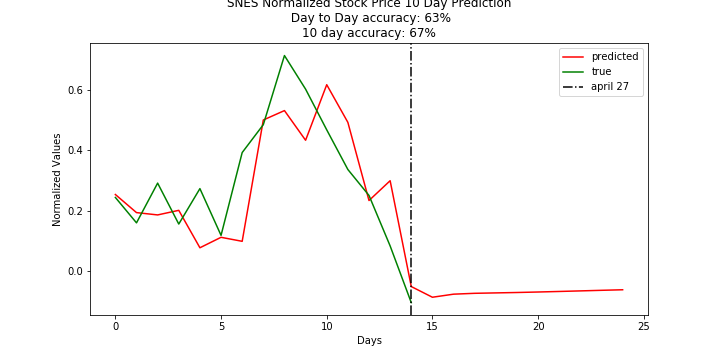 SNES Normalized Stock Price 10 Day Prediction
Day to Day accuracy: 63%
10 day accuracy: 67%
predicted
true
april 27
Normalized Values
0.6
0.4
0.2
0.0
0
5
10
15
20
25
Days